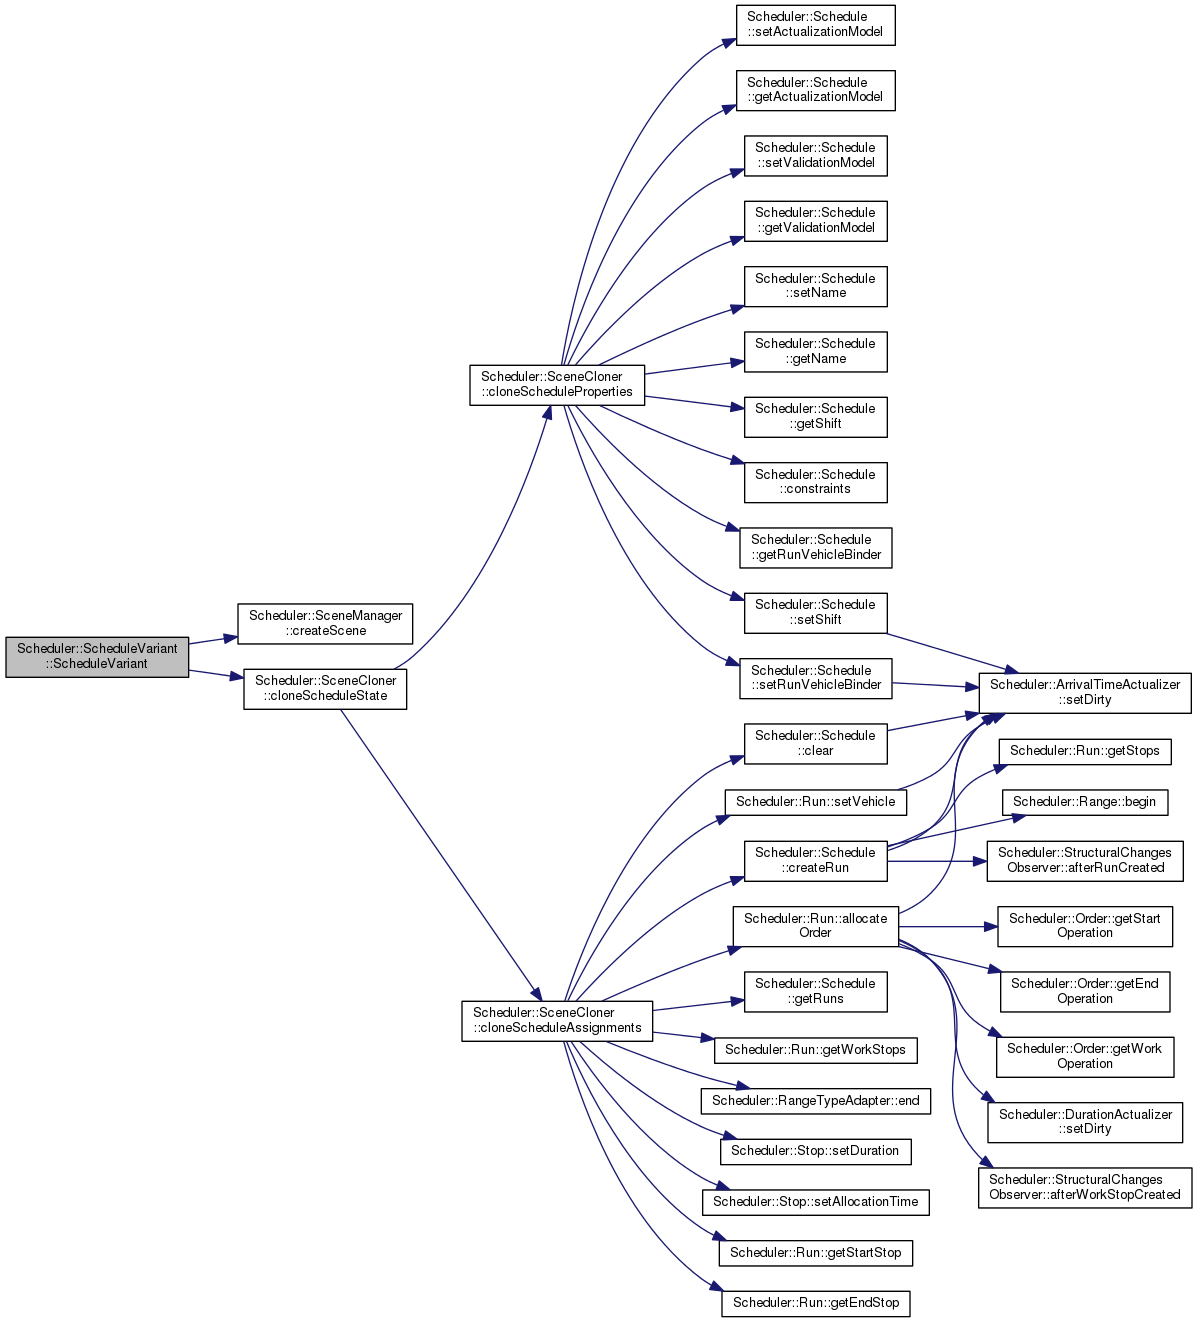 Scheduler::ScheduleVariant
::ScheduleVariant
Scheduler::SceneManager
::createScene
Scheduler::SceneCloner
::cloneScheduleState
Scheduler::SceneCloner
::cloneScheduleProperties
Scheduler::SceneCloner
::cloneScheduleAssignments
Scheduler::Schedule
::setActualizationModel
Scheduler::Schedule
::getActualizationModel
Scheduler::Schedule
::setValidationModel
Scheduler::Schedule
::getValidationModel
Scheduler::Schedule
::setName
Scheduler::Schedule
::getName
Scheduler::Schedule
::getShift
Scheduler::Schedule
::constraints
Scheduler::Schedule
::getRunVehicleBinder
Scheduler::Schedule
::setShift
Scheduler::Schedule
::setRunVehicleBinder
Scheduler::Schedule
::clear
Scheduler::Run::setVehicle
Scheduler::Schedule
::createRun
Scheduler::Run::allocate
Order
Scheduler::Schedule
::getRuns
Scheduler::Run::getWorkStops
Scheduler::RangeTypeAdapter::end
Scheduler::Stop::setDuration
Scheduler::Stop::setAllocationTime
Scheduler::Run::getStartStop
Scheduler::Run::getEndStop
Scheduler::ArrivalTimeActualizer
::setDirty
Scheduler::Run::getStops
Scheduler::Range::begin
Scheduler::StructuralChanges
Observer::afterRunCreated
Scheduler::Order::getStart
Operation
Scheduler::Order::getEnd
Operation
Scheduler::Order::getWork
Operation
Scheduler::DurationActualizer
::setDirty
Scheduler::StructuralChanges
Observer::afterWorkStopCreated